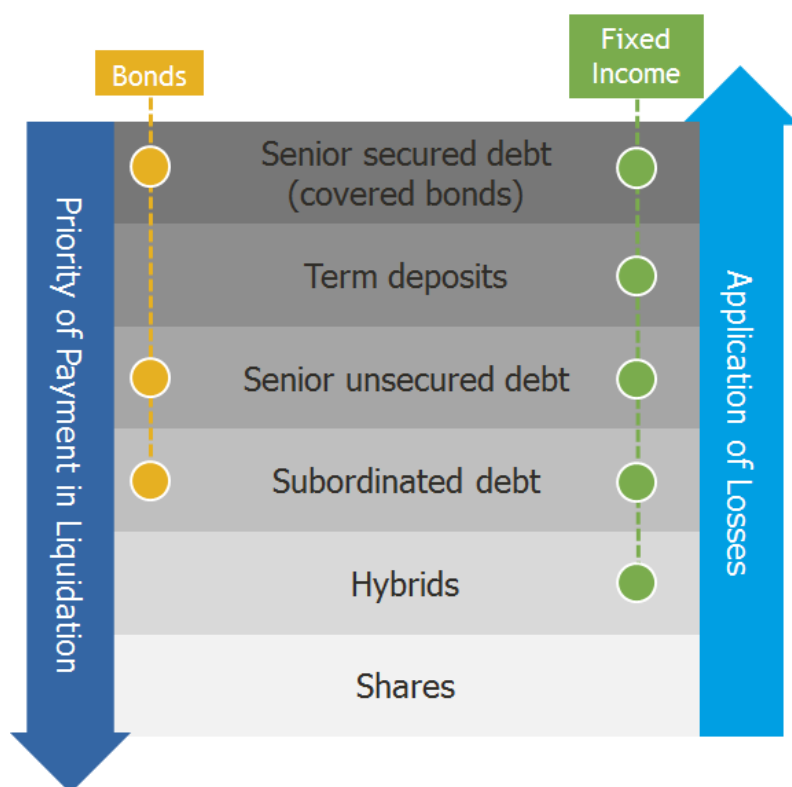 Fixed
Income
Bonds
Senior secured debt
(covered bonds)
Term deposits
Senior unsecured debt
Subordinated debt
Hybrids
Shares
Priority of Payment in Liquidation
Application of Losses